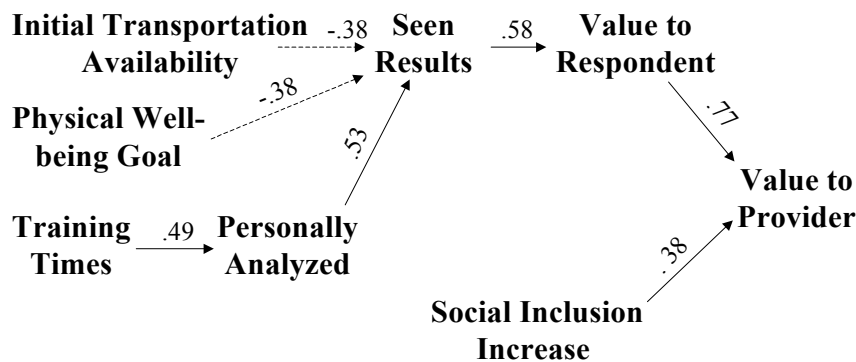 Initial Transportation
Availability
-.38
Seen
Results
.58
Value to
Respondent
Physical Well-
being Goal
-.38
.53
.77
Value to
Provider
Training
Times
.49
Personally
Analyzed
.38
Social Inclusion
Increase